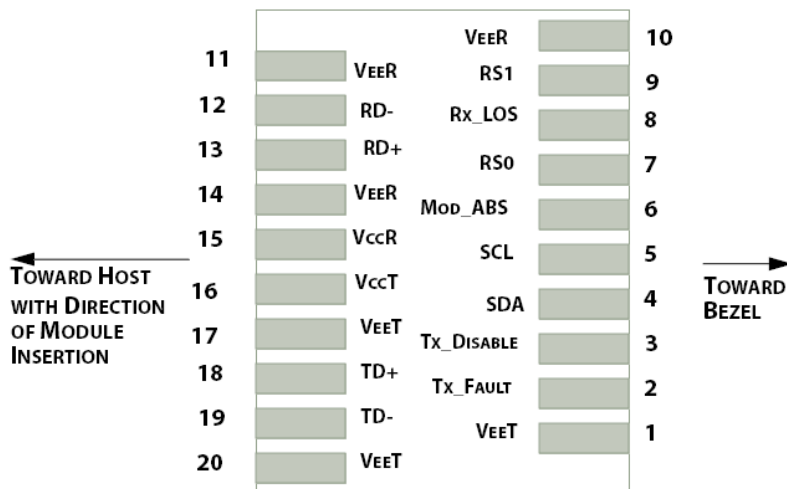 11 VEER
12 RD-
13 RD+
14 VEER
15 VCCR
16 VCCT
17 VEET
18 TD+
19 TD-
20 VEET
TOWARD HOST
WITH DIRECTION
OF MODULE
INSERTION
VEER 10
RS1 9
RX_LOS 8
RS0 7
MOD_ABS 6
SCL 5
SDA 4
TX_DISABLE 3
TX_FAULT 2
VEET 1
TOWARD
BEZEL